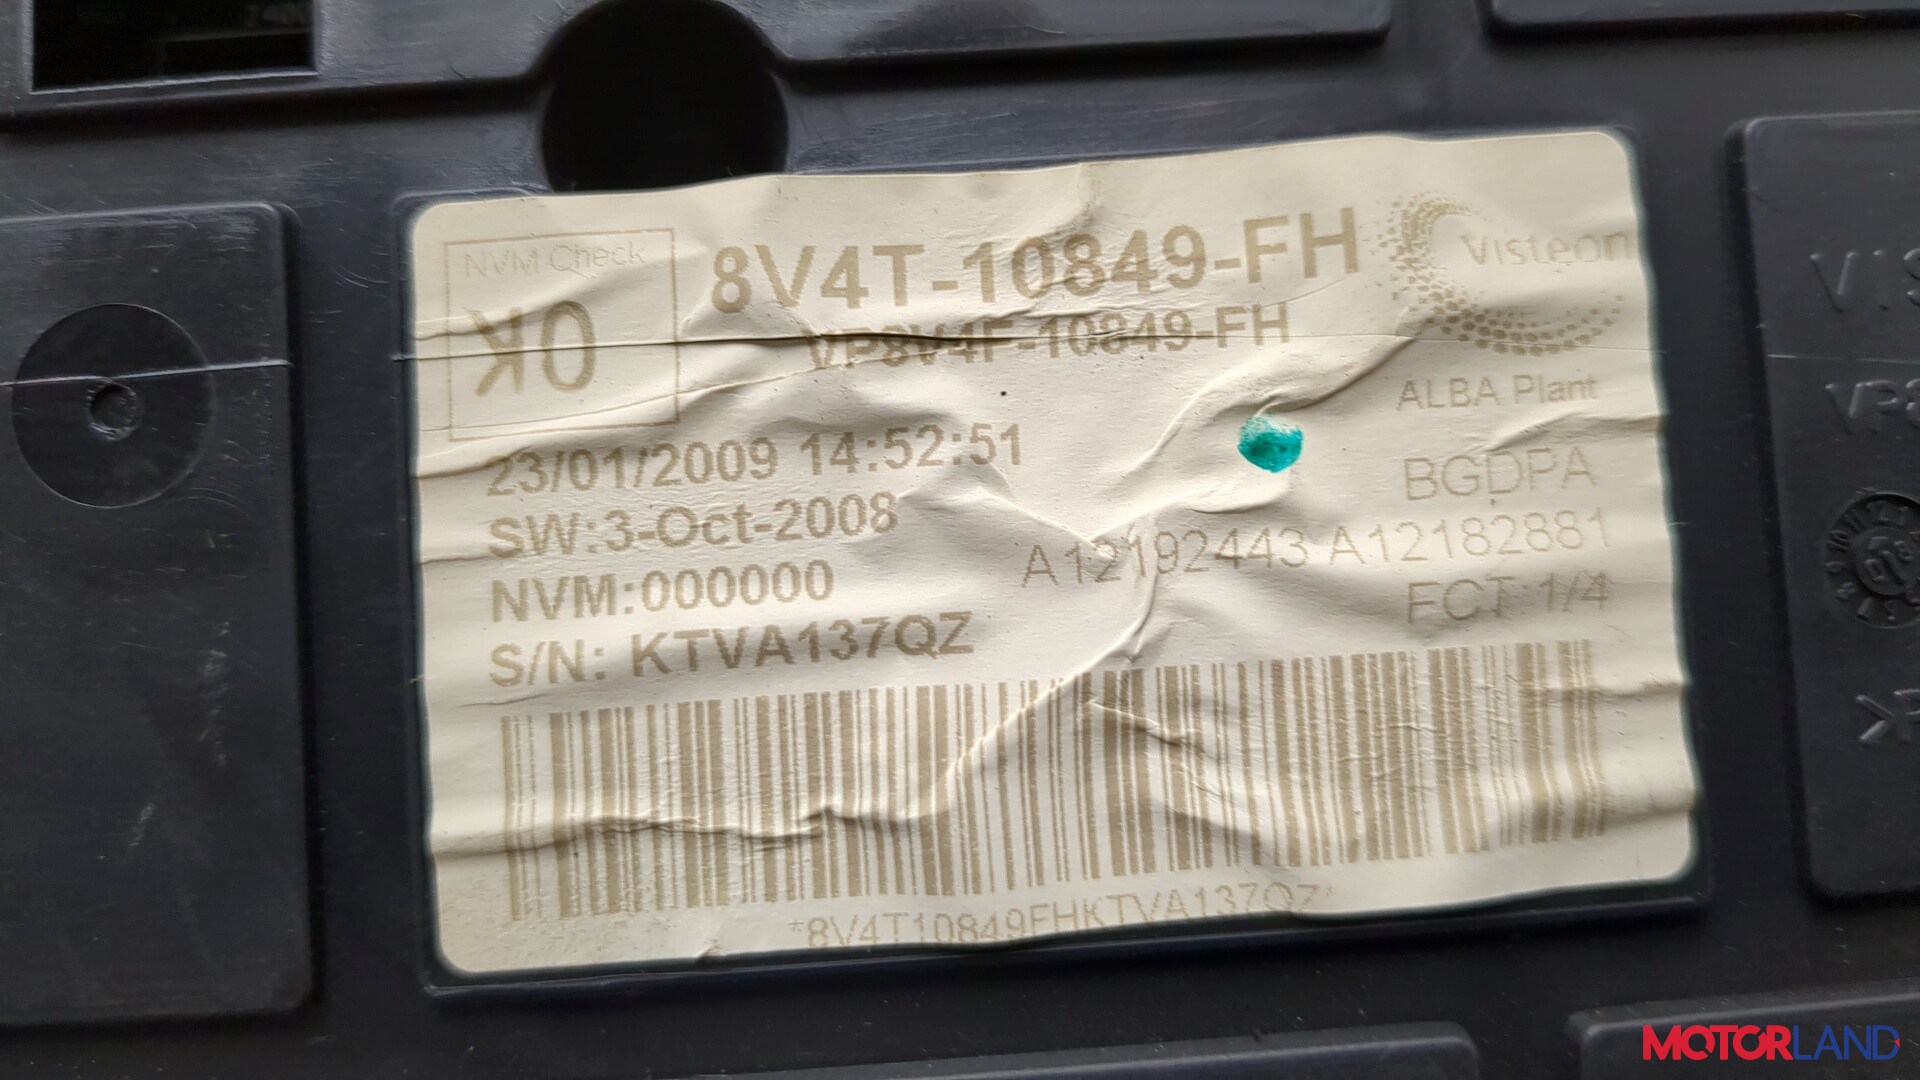 NVM Check
OK
8V4T-10849-FH
VP8V4F-10849-FH
Visteon
ALBA Plant
23/01/2009 14:52:51
BGDPA
SW:3-Oct-2008
A12192443 A12182881
NVM:000000
FCT:1/4
S/N: KTVA137QZ
*8V4T10849FHKTVA137QZ*
MOTORLAND